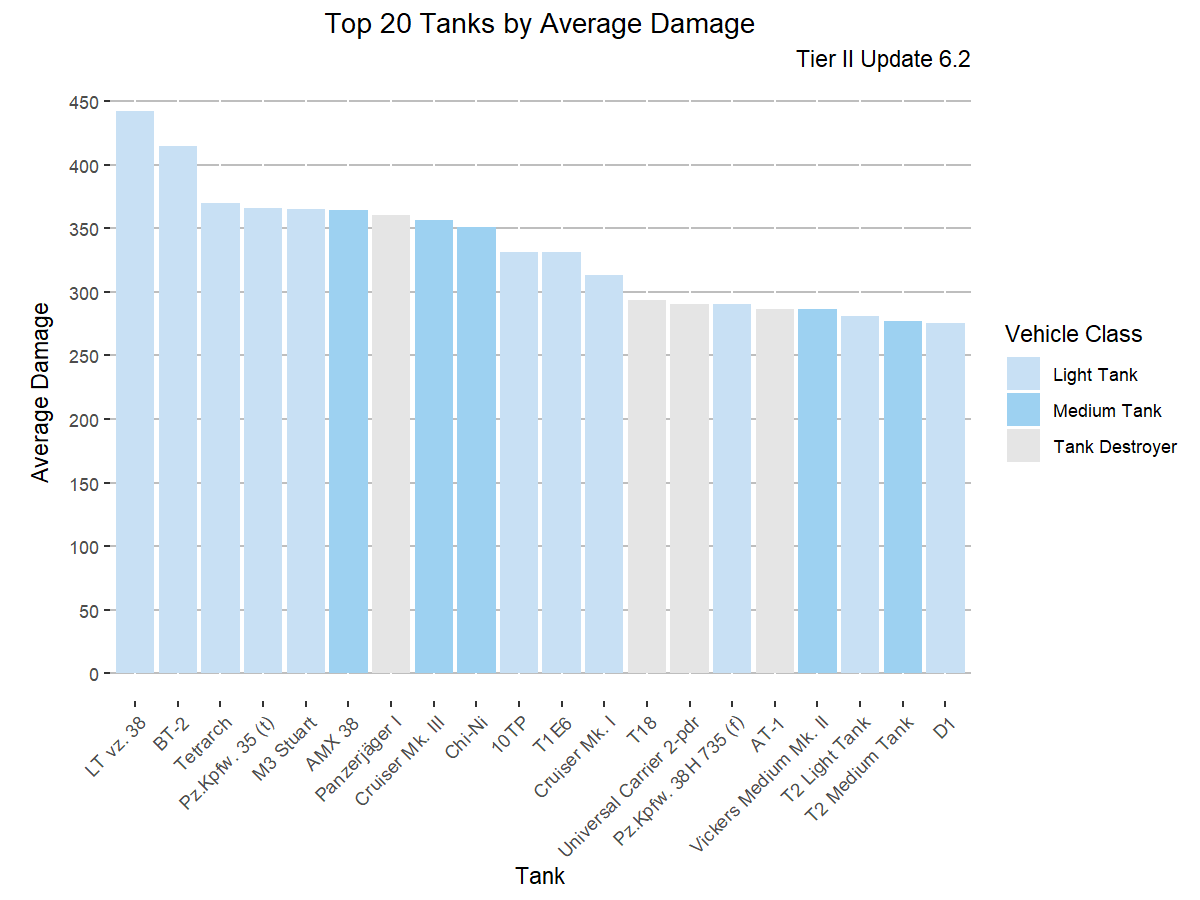 Top 20 Tanks by Average Damage
Tier II Update 6.2
450
400
350
300
250
200
150
100
50
0
Average Damage
LT vz. 38
BT-2
Tetrarch
Pz.Kpfw. 35 (t)
M3 Stuart
AMX 38
Panzerjäger I
Cruiser Mk. III
Chi-Ni
10TP
T1E6
Cruiser Mk. I
T18
Universal Carrier 2-pdr
Pz.Kpfw. 38H 735 (f)
AT-1
Vickers Medium Mk. II
T2 Light Tank
T2 Medium Tank
D1
Tank
Vehicle Class
Light Tank
Medium Tank
Tank Destroyer